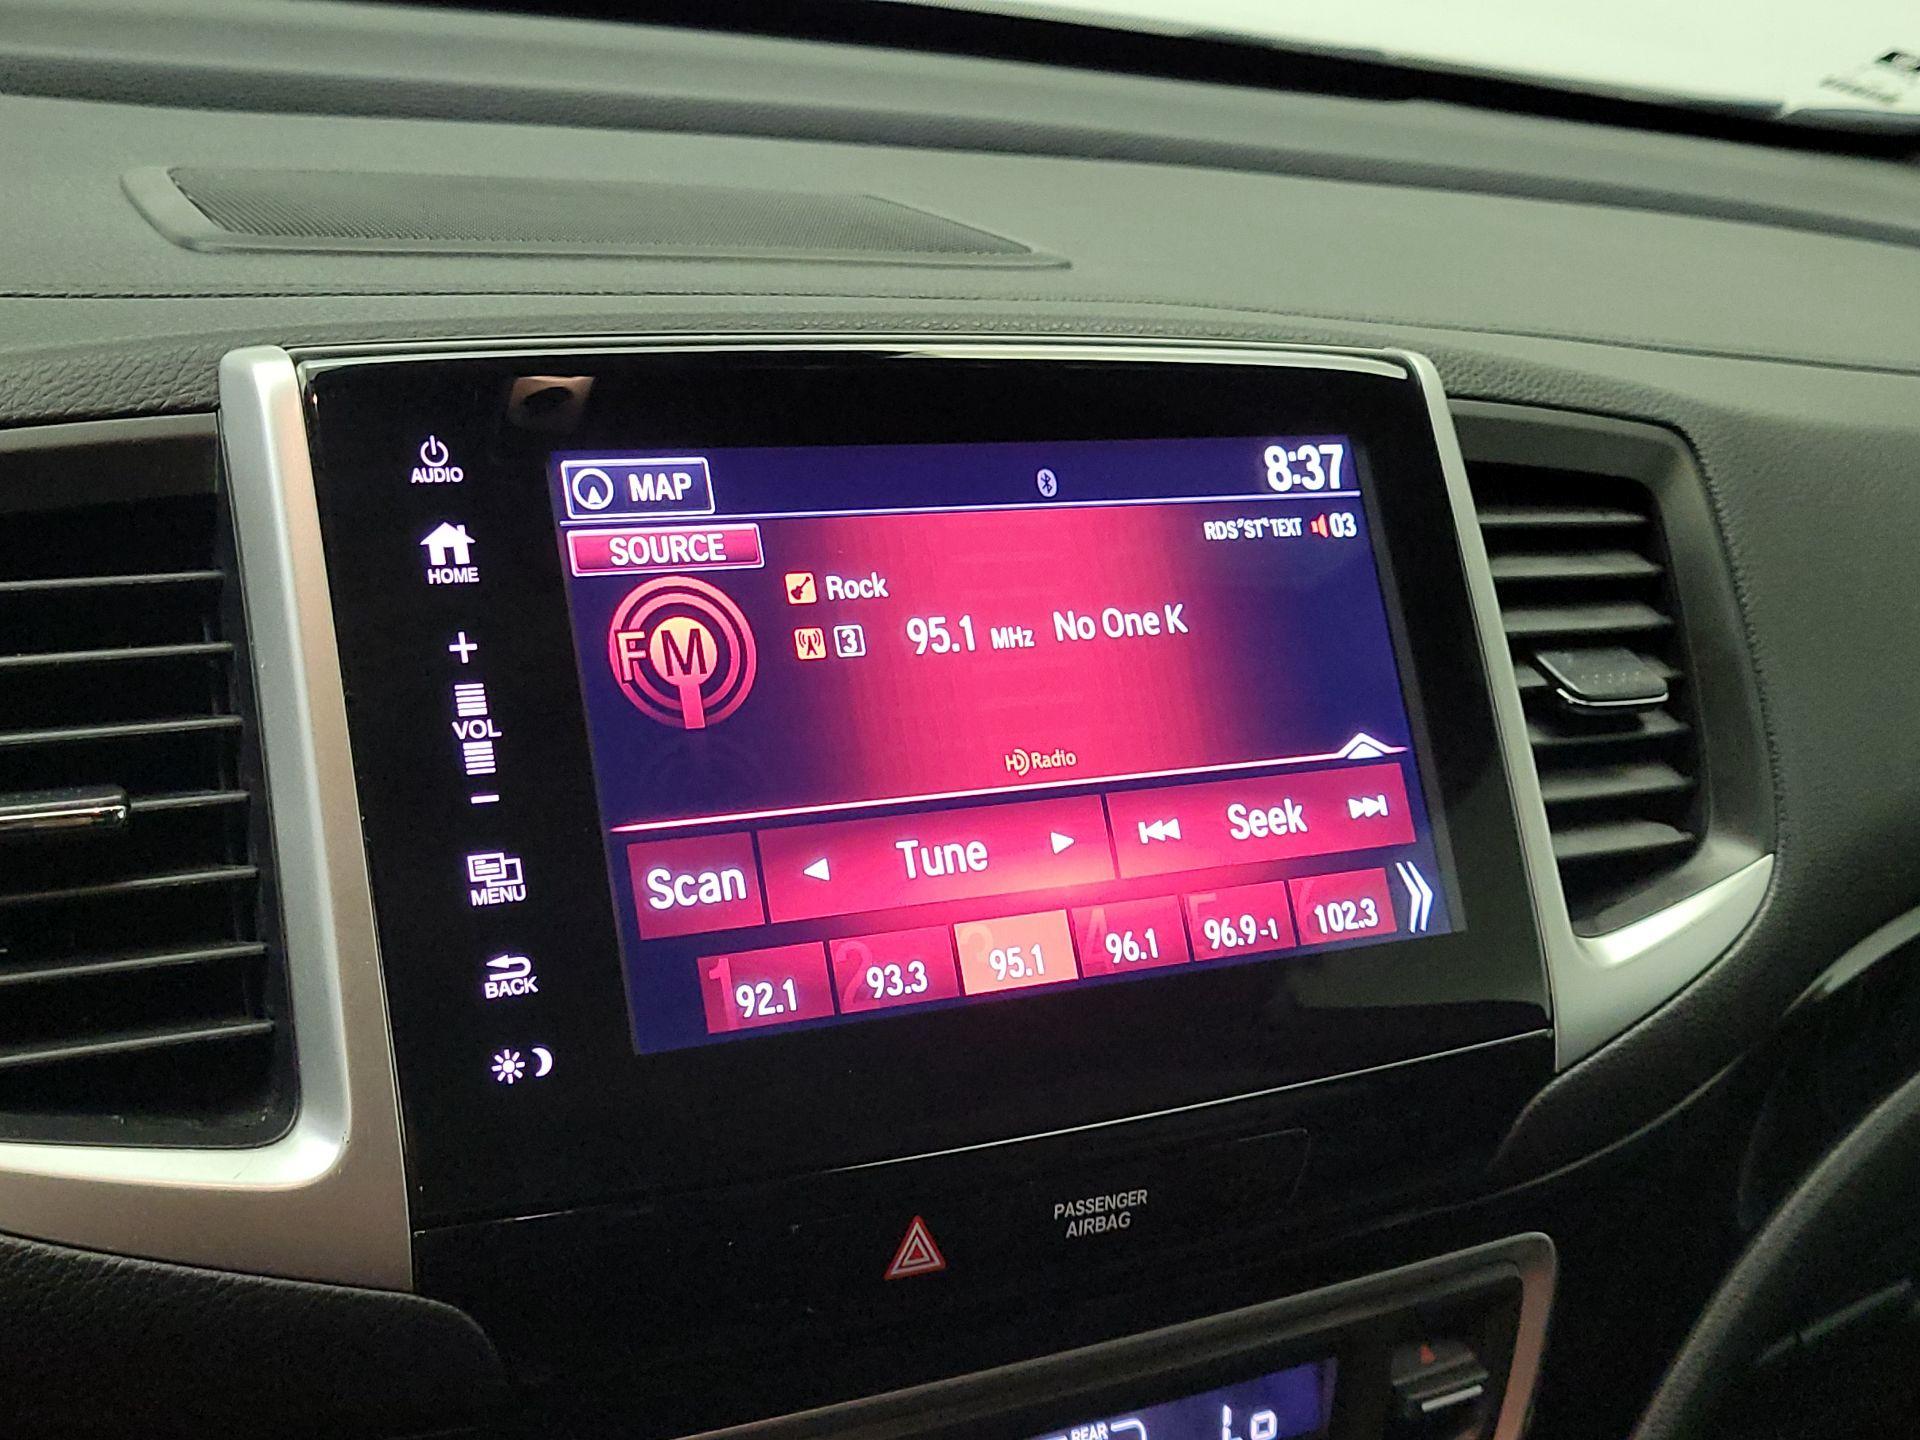 AUDIO
HOME
+
VOL
−
MENU
BACK
MAP
8:37
SOURCE
RDS ST TEXT 03
FM
Rock
3 95.1 MHz No One K
HD Radio
Scan Tune Seek
1 92.1 2 93.3 3 95.1 4 96.1 5 96.9-1 6 102.3
PASSENGER
AIRBAG
REAR Lo